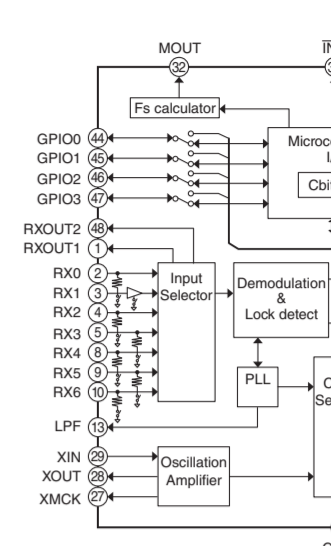 MOUT
32
Fs calculator
GPIO0 44
GPIO1 45
GPIO2 46
GPIO3 47
RXOUT2 48
RXOUT1 1
RX0 2
RX1 3
RX2 4
RX3 5
RX4 8
RX5 9
RX6 10
Input
Selector
Demodulation
&
Lock detect
PLL
LPF 13
XIN 29
XOUT 28
XMCK 27
Oscillation
Amplifier